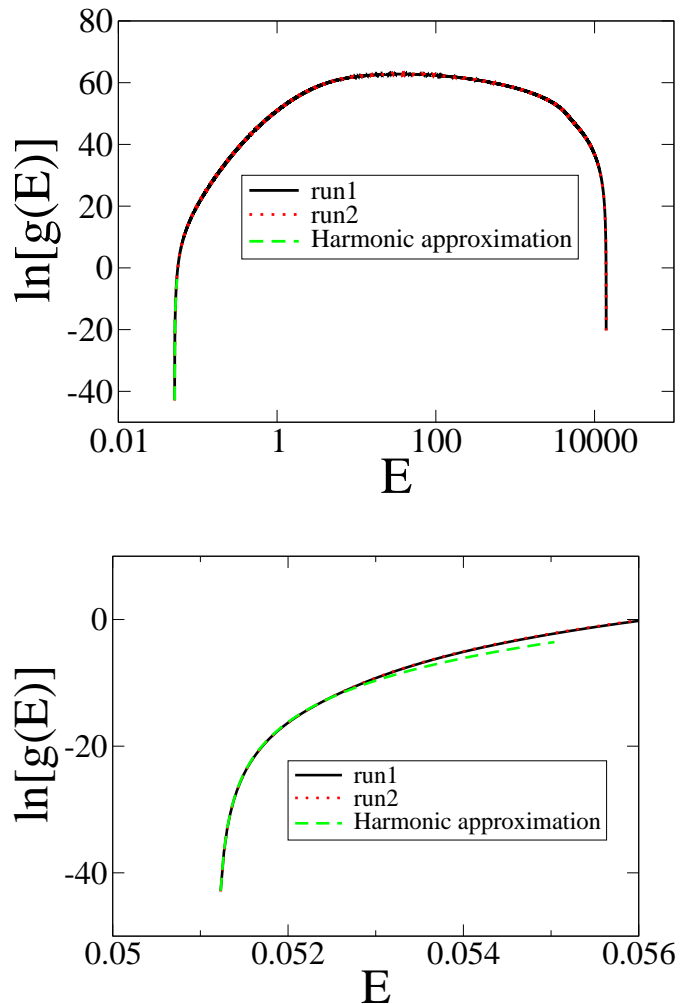 80
60
40
20
0
-20
-40
ln[g(E)]
run1
run2
Harmonic approximation
0.01 1 100 10000
E
0
-20
-40
ln[g(E)]
run1
run2
Harmonic approximation
0.05 0.052 0.054 0.056
E